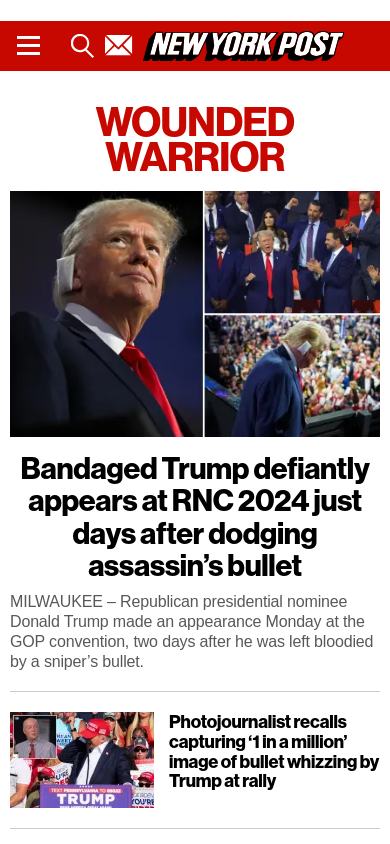 NEW YORK POST
WOUNDED
WARRIOR
Bandaged Trump defiantly
appears at RNC 2024 just
days after dodging
assassin’s bullet
MILWAUKEE – Republican presidential nominee
Donald Trump made an appearance Monday at the
GOP convention, two days after he was left bloodied
by a sniper’s bullet.
Photojournalist recalls
capturing ‘1 in a million’
image of bullet whizzing by
Trump at rally
TEXT PENNSYLVANIA TO 88022
TRUMP